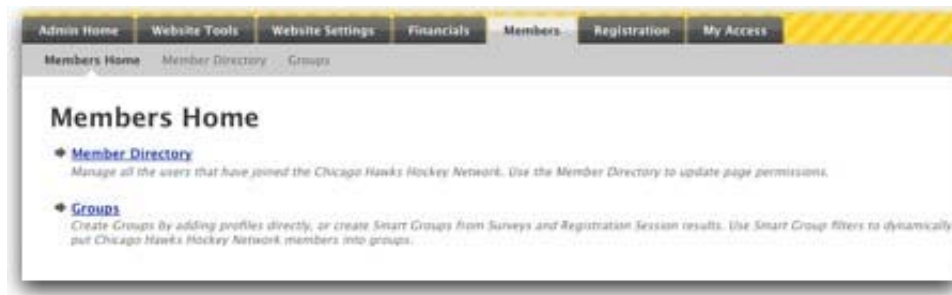 Admin Home Website Tools Website Settings Financials Members Registration My Access
Members Home Member Directory Groups
Members Home
Member Directory
Manage all the users that have joined the Chicago Hawks Hockey Network. Use the Member Directory to update page permissions.
Groups
Create Groups by adding profiles directly, or create Smart Groups from Surveys and Registration Session results. Use Smart Group filters to dynamically
put Chicago Hawks Hockey Network members into groups.